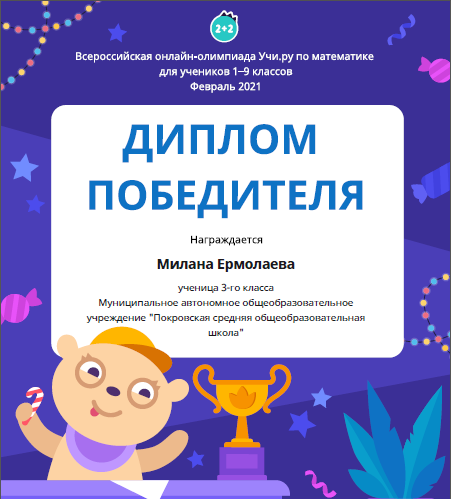 2+2
Всероссийская онлайн-олимпиада Учи.ру по математике
для учеников 1–9 классов
Февраль 2021
ДИПЛОМ
ПОБЕДИТЕЛЯ
Награждается
Милана Ермолаева
ученица 3-го класса
Муниципальное автономное общеобразовательное
учреждение "Покровская средняя общеобразовательная
школа"